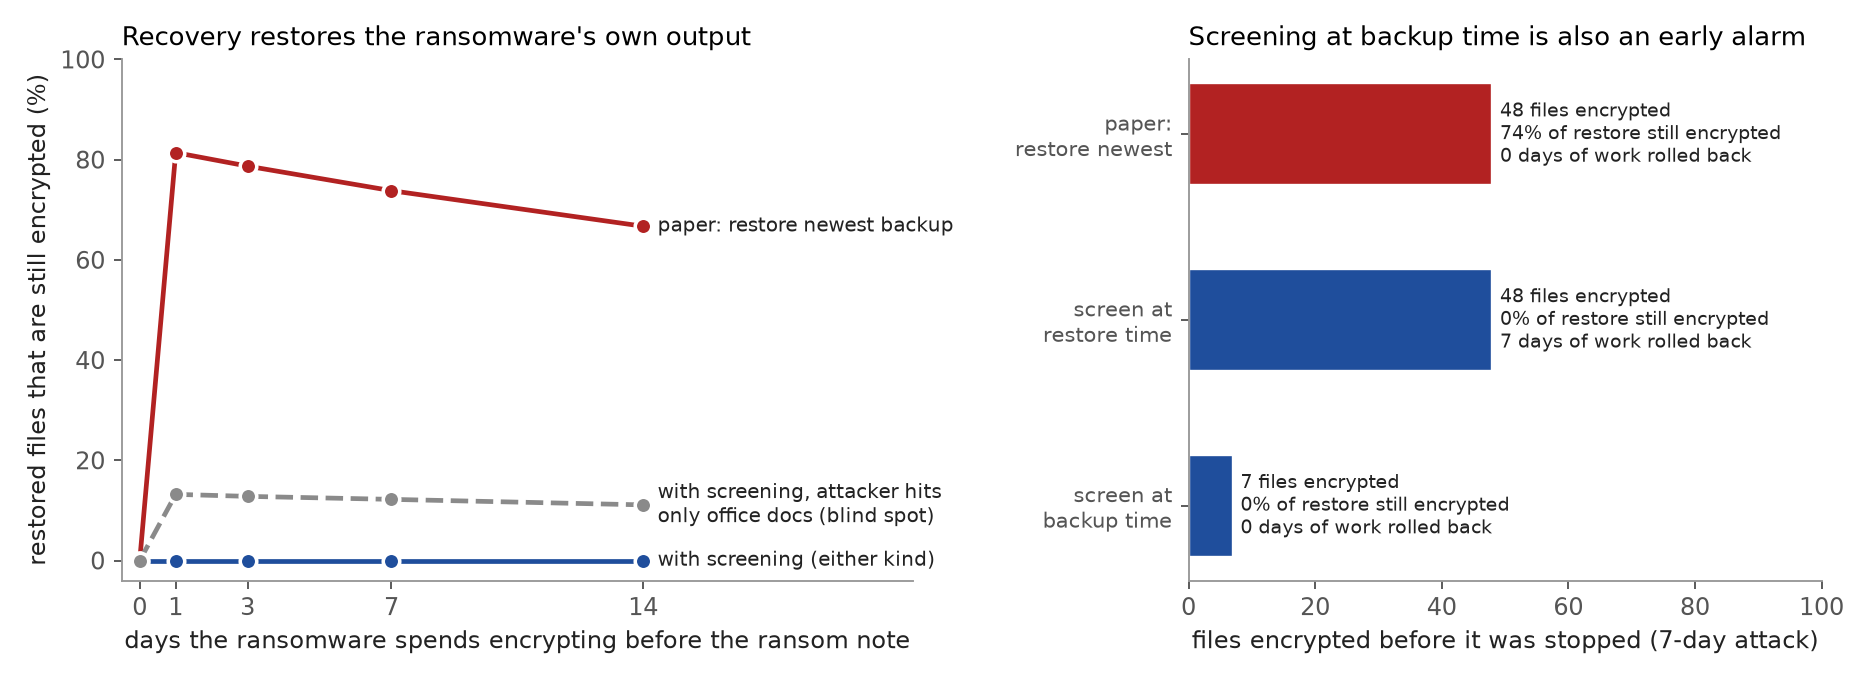 Recovery restores the ransomware's own output
restored files that are still encrypted (%)
100
80
60
40
20
0
paper: restore newest backup
with screening, attacker hits
only office docs (blind spot)
with screening (either kind)
0 1 3 7 14
days the ransomware spends encrypting before the ransom note
Screening at backup time is also an early alarm
paper:
restore newest
48 files encrypted
74% of restore still encrypted
0 days of work rolled back
screen at
restore time
48 files encrypted
0% of restore still encrypted
7 days of work rolled back
screen at
backup time
7 files encrypted
0% of restore still encrypted
0 days of work rolled back
0 20 40 60 80 100
files encrypted before it was stopped (7-day attack)